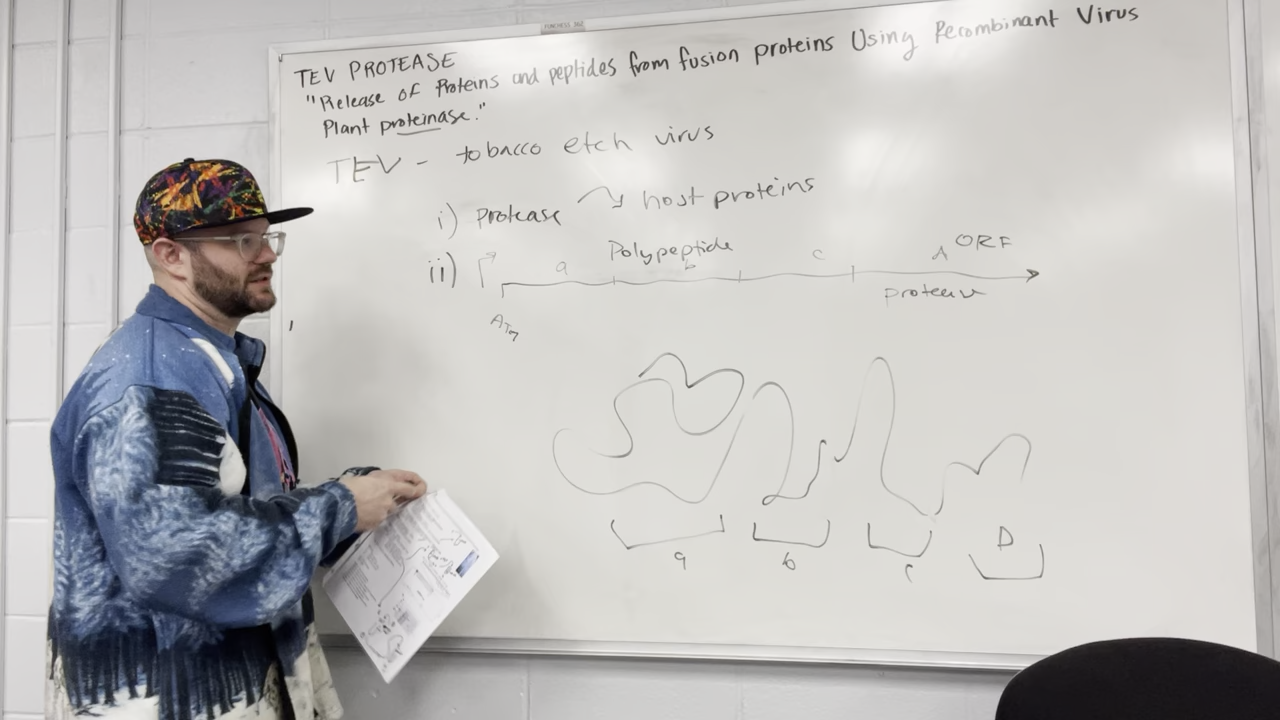 TEV PROTEASE
"Release of Proteins and peptides from fusion proteins Using Recombinant Virus
Plant proteinase."
TEV - tobacco etch virus
i) Protease host proteins
ii) Polypeptide ORF
a b c
protease
ATG
a b c D